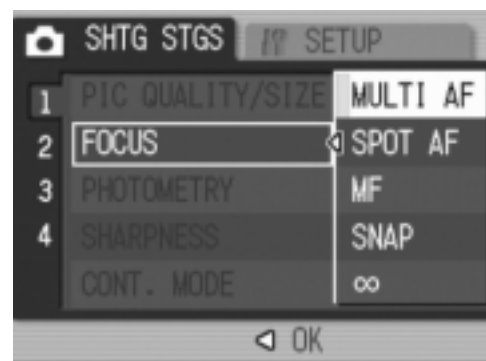 SHTG STGS SETUP
1 PIC QUALITY/SIZE MULTI AF
2 FOCUS SPOT AF
3 PHOTOMETRY MF
4 SHARPNESS SNAP
CONT. MODE ∞
OK